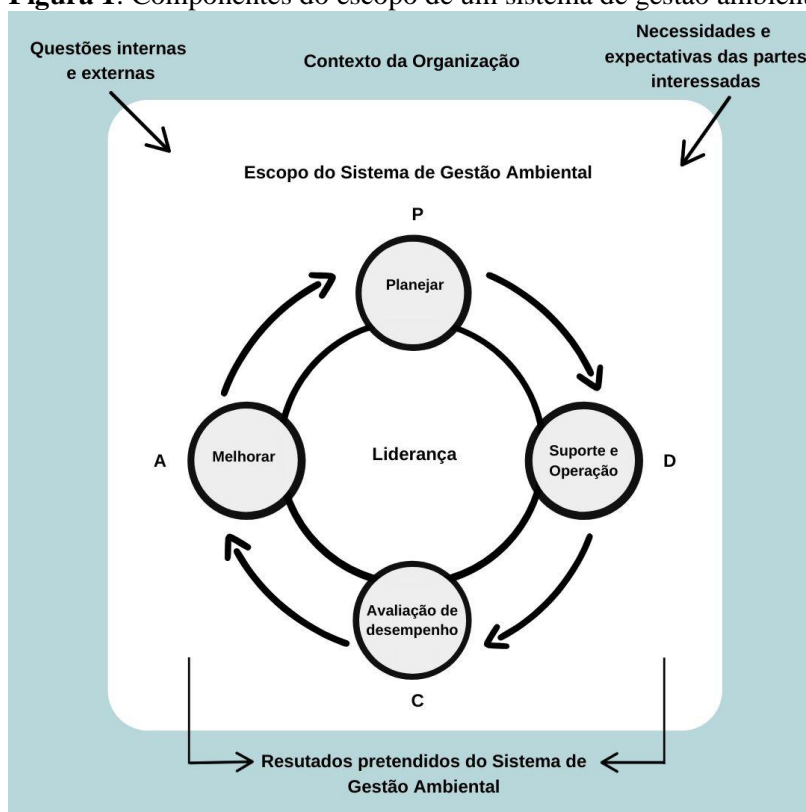 Figura 1. Componentes do escopo de um sistema de gestão ambiental
Questões internas
e externas
Contexto da Organização
Necessidades e
expectativas das partes
interessadas
Escopo do Sistema de Gestão Ambiental
P
Planejar
A
Melhorar
Liderança
Suporte e
Operação
D
Avaliação de
desempenho
C
Resutados pretendidos do Sistema de
Gestão Ambiental